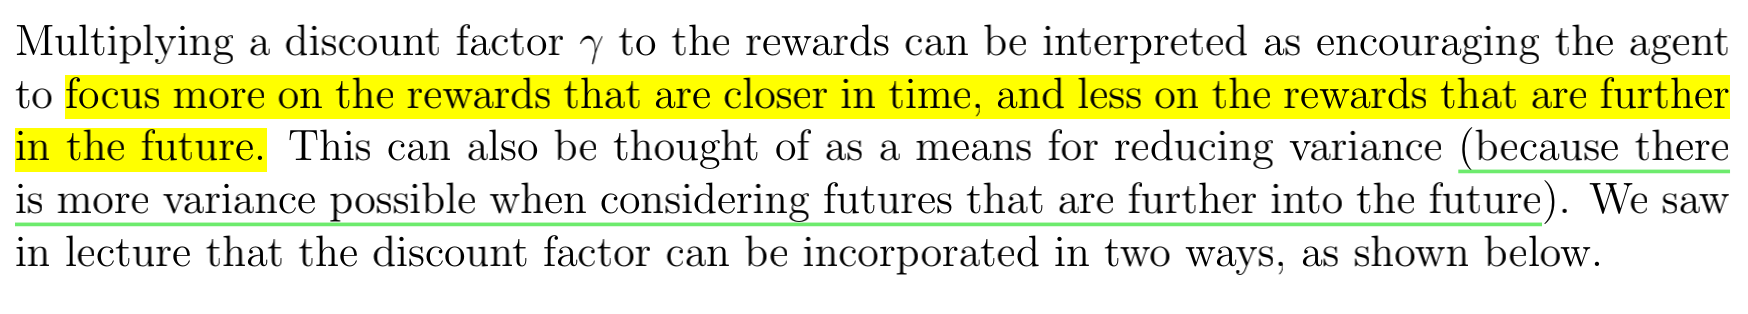 Multiplying a discount factor γ to the rewards can be interpreted as encouraging the agent
to focus more on the rewards that are closer in time, and less on the rewards that are further
in the future. This can also be thought of as a means for reducing variance (because there
is more variance possible when considering futures that are further into the future). We saw
in lecture that the discount factor can be incorporated in two ways, as shown below.